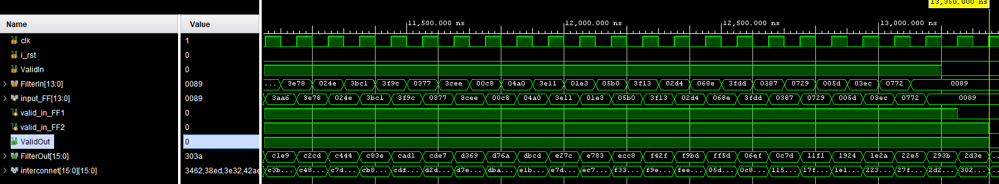 13,350.000 ns
Name Value 11,500.000 ns 12,000.000 ns 12,500.000 ns 13,000.000 ns
clk 1
i_rst 0
ValidIn 0
FilterIn[13:0] 0089 ... 3e78 024e 3bc1 3f9c 0377 3cee 00c8 04a0 3e11 01e3 05b0 3f13 02d4 068e 3fdd 0387 0729 005d 03ec 0772 0089
input_FF[13:0] 0089 3aa6 3e78 024e 3bc1 3f9c 0377 3cee 00c8 04a0 3e11 01e3 05b0 3f13 02d4 068e 3fdd 0387 0729 005d 03ec 0772 0089
valid_in_FF1 0
valid_in_FF2 0
ValidOut 0
FilterOut[15:0] 303a c1e9 c2cd c444 c83e cad1 cde7 d369 d76a dbcd e27c e783 ecc8 f42f f9bd ff5d 06ef 0c7d 11f1 1924 1e2a 22e5 293b 2d3e
interconnet[15:0][15:0] 3462,38ed,3e32,42ae c3b... c48... c7d... cb8... cdf... d2d... d7e... dba... e1b... e7d... ec7... f33... f9e... fee... 05d... 0c8... 115... 17f... 1e1... 223... 27f... 2d2... 302...